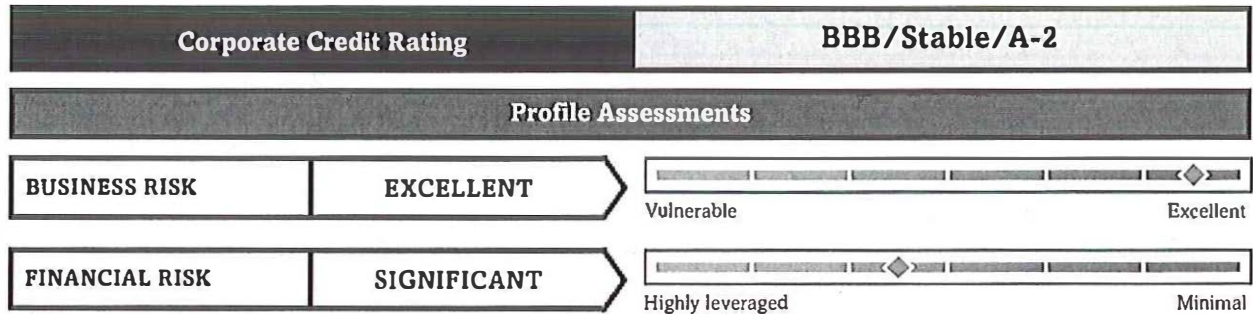 Corporate Credit Rating BBB/Stable/A-2
Profile Assessments
BUSINESS RISK EXCELLENT
Vulnerable Excellent
FINANCIAL RISK SIGNIFICANT
Highly leveraged Minimal